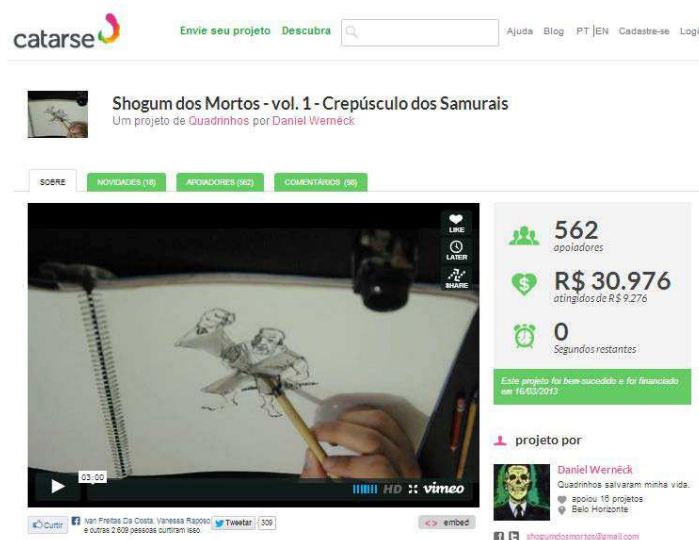 catarse
Envie seu projeto Descubra
Ajuda Blog PT | EN Cadastre-se Logi
Shogum dos Mortos - vol. 1 - Crepúsculo dos Samurais
Um projeto de Quadrinhos por Daniel Wernëck
SOBRE NOVIDADES (16) APOIADORES (562) COMENTÁRIOS (98)
LIKE
LATER
SHARE
03:00
HD vimeo
562
apoiadores
R$ 30.976
atingidos de R$ 9.276
0
Segundos restantes
Este projeto foi bem-sucedido e foi financiado
em 16/03/2013
projeto por
Daniel Wernëck
Quadrinhos salvaram minha vida.
apoiou 16 projetos
Belo Horizonte
shogumdosmortos@gmail.com
Curtir Ivan Freitas Da Costa, Vanessa Raposo
e outras 2.609 pessoas curtiram isso.
Tweetar 309
<> embed